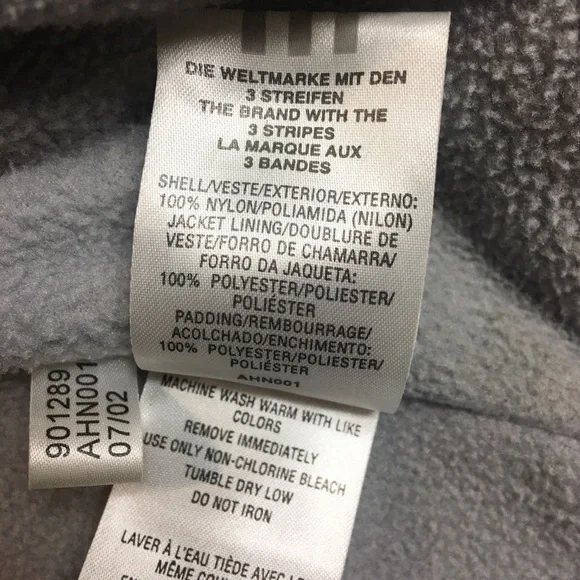 DIE WELTMARKE MIT DEN
3 STREIFEN
THE BRAND WITH THE
3 STRIPES
LA MARQUE AUX
3 BANDES
SHELL/VESTE/EXTERIOR/EXTERNO:
100% NYLON/POLIAMIDA (NILON)
JACKET LINING/DOUBLURE DE
VESTE/FORRO DE CHAMARRA/
FORRO DA JAQUETA:
100% POLYESTER/POLIESTER/
POLIÉSTER
PADDING/REMBOURRAGE/
ACOLCHADO/ENCHIMENTO:
100% POLYESTER/POLIESTER/
POLIÉSTER
AHN001
901289
AHN001
07/02
MACHINE WASH WARM WITH LIKE
COLORS
REMOVE IMMEDIATELY
USE ONLY NON-CHLORINE BLEACH
TUMBLE DRY LOW
DO NOT IRON
LAVER À L'EAU TIÈDE AVEC
MÊME